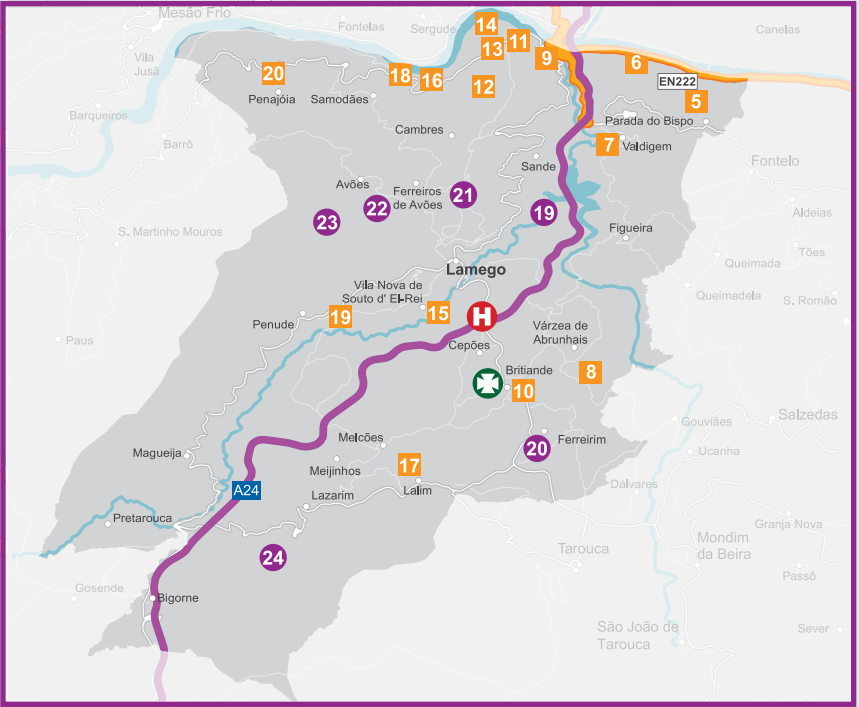 Mesão Frio
Fontelas
Sergude
14
11
13
9
Canelas
Vila
Jusã
20
18
16
12
6
EN222
5
Penajóia
Samodães
Barqueiros
Cambres
Parada do Bispo
7
Valdigem
Barrô
Sande
Fontelo
Avões
Ferreiros
de Avões
21
22
23
19
Aldeias
S. Martinho Mouros
Figueira
Tões
Queimada
Lamego
Vila Nova de
Souto d' El-Rei
Queimadela
S. Romão
19
15
H
Penude
Várzea de
Abrunhais
Paus
Cepões
Britiande
8
10
Gouviães
Salzedas
Melcões
Ferreirim
20
Magueija
Ucanha
Meijinhos
17
Lalim
A24
Lazarim
Dálvares
Pretarouca
Granja Nova
Mondim
da Beira
Tarouca
24
Passô
Gosende
Bigorne
São João de
Tarouca
Sever